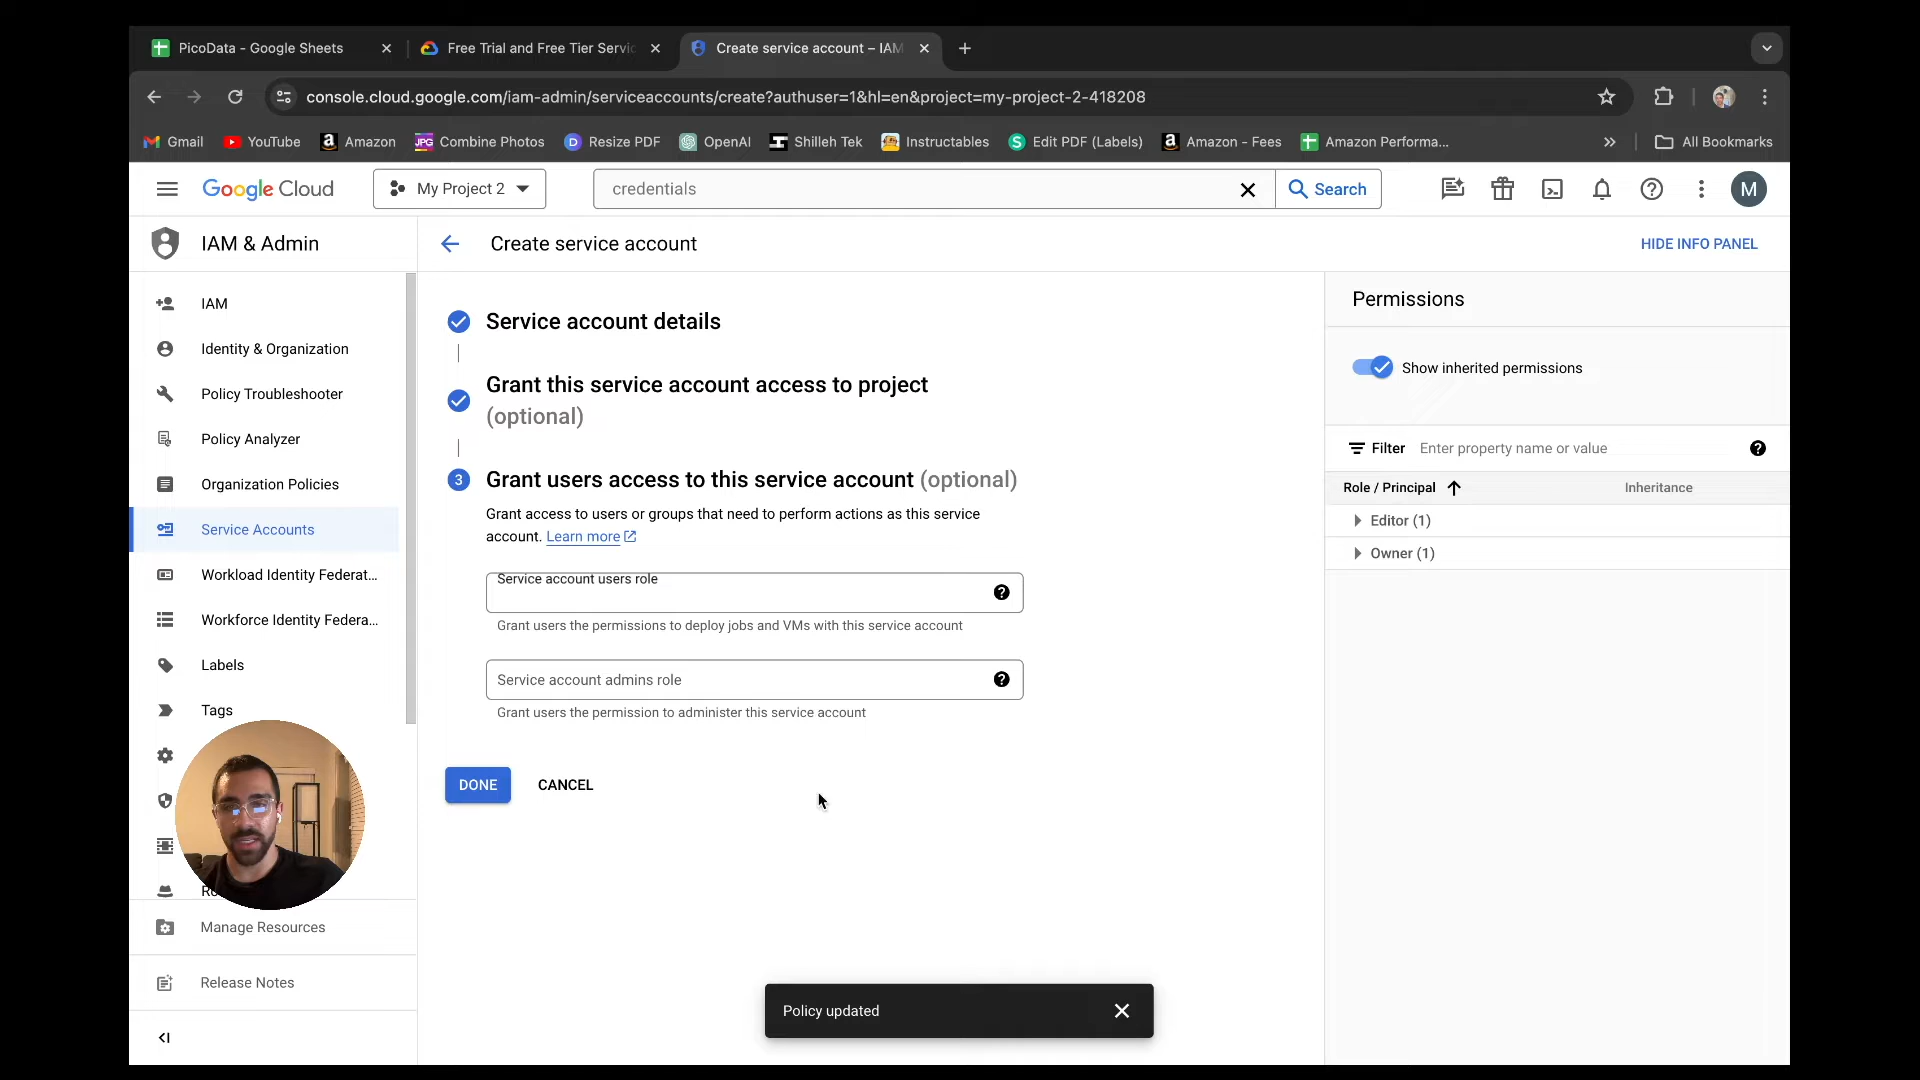 PicoData - Google Sheets
Free Trial and Free Tier Servic
Create service account – IAM
console.cloud.google.com/iam-admin/serviceaccounts/create?authuser=1&hl=en&project=my-project-2-418208
Gmail
YouTube
Amazon
JPG
Combine Photos
Resize PDF
OpenAI
Shilleh Tek
Instructables
Edit PDF (Labels)
Amazon - Fees
Amazon Performa...
All Bookmarks
Google Cloud
My Project 2
credentials
Search
M
IAM & Admin
Create service account
HIDE INFO PANEL
IAM
Identity & Organization
Policy Troubleshooter
Policy Analyzer
Organization Policies
Service Accounts
Workload Identity Federat...
Workforce Identity Federa...
Labels
Tags
Manage Resources
Release Notes
Service account details
Grant this service account access to project
(optional)
3
Grant users access to this service account (optional)
Grant access to users or groups that need to perform actions as this service
account. Learn more
Service account users role
Grant users the permissions to deploy jobs and VMs with this service account
Service account admins role
Grant users the permission to administer this service account
DONE
CANCEL
Permissions
Show inherited permissions
Filter
Enter property name or value
Role / Principal
Inheritance
Editor (1)
Owner (1)
Policy updated